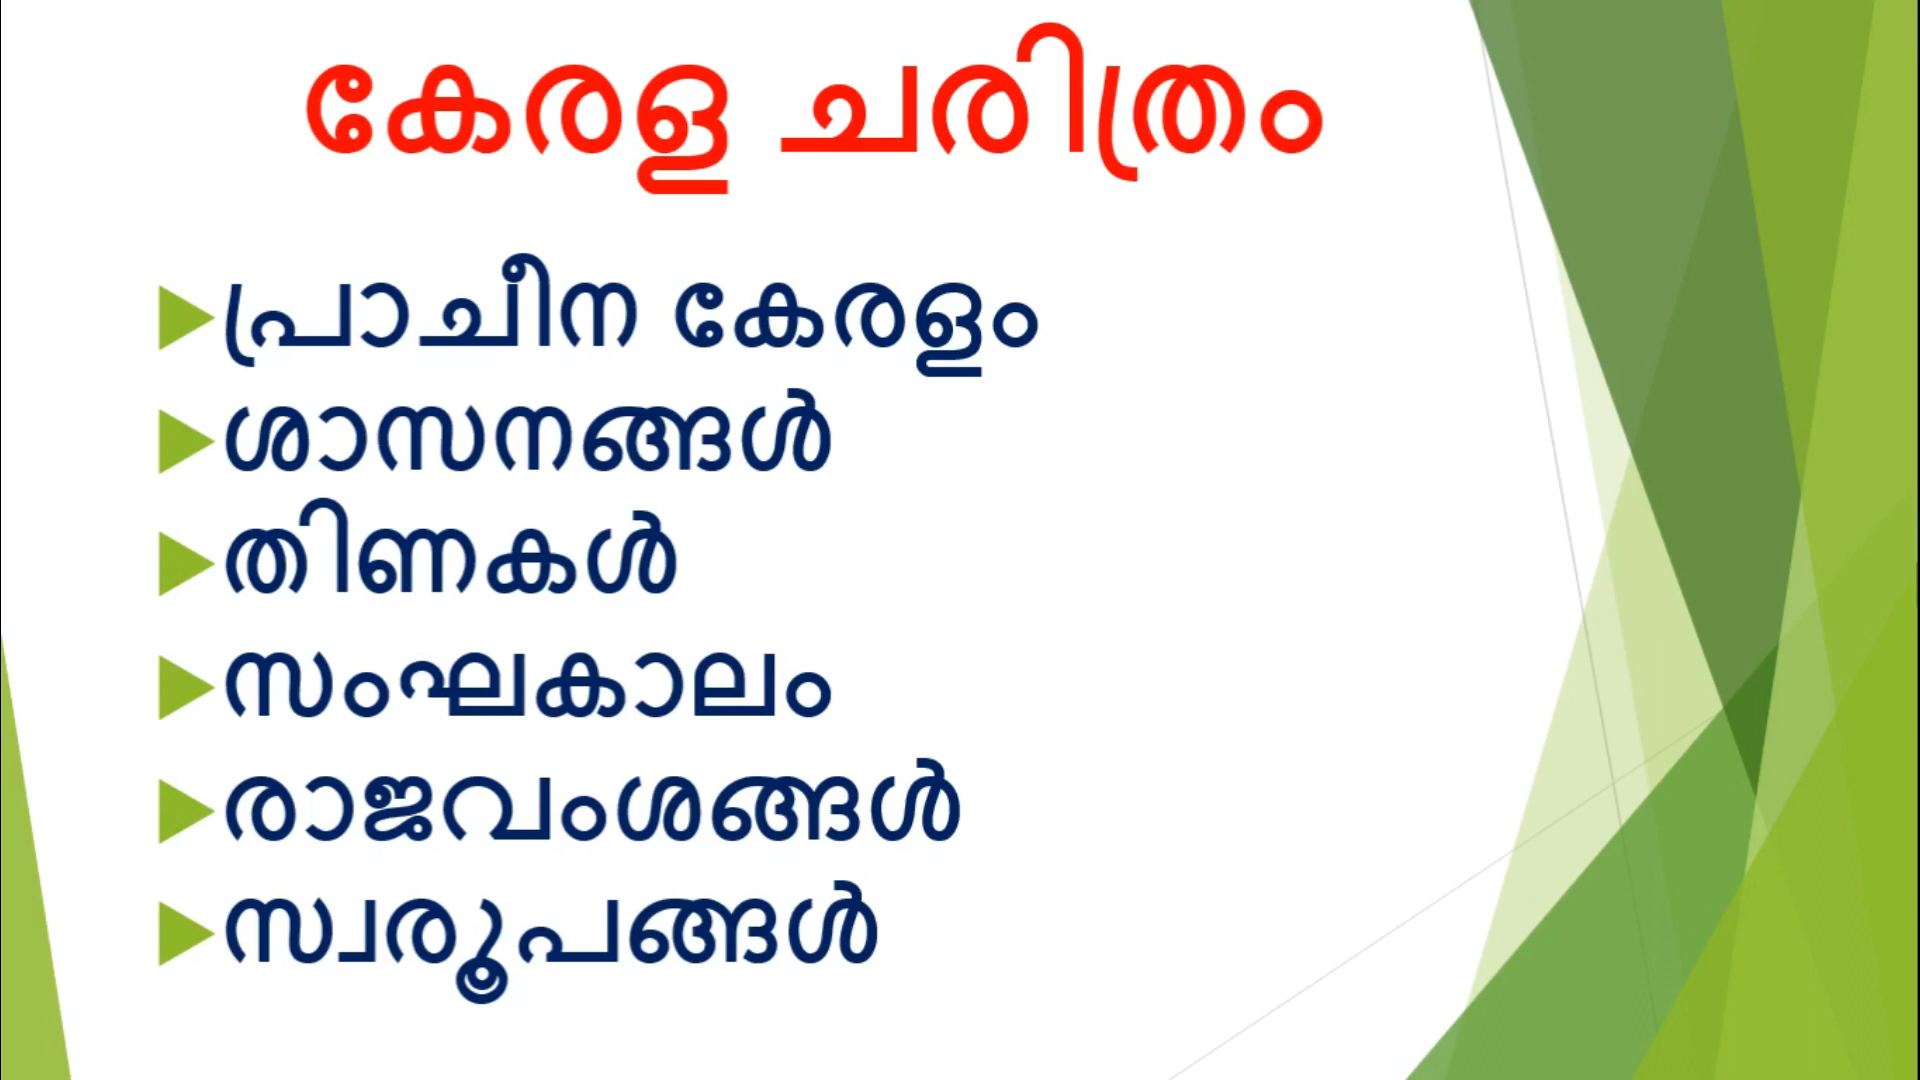 കേരള ചരിത്രം
പ്രാചീന കേരളം
ശാസനങ്ങൾ
തിണകൾ
സംഘകാലം
രാജവംശങ്ങൾ
സ്വരൂപങ്ങൾ